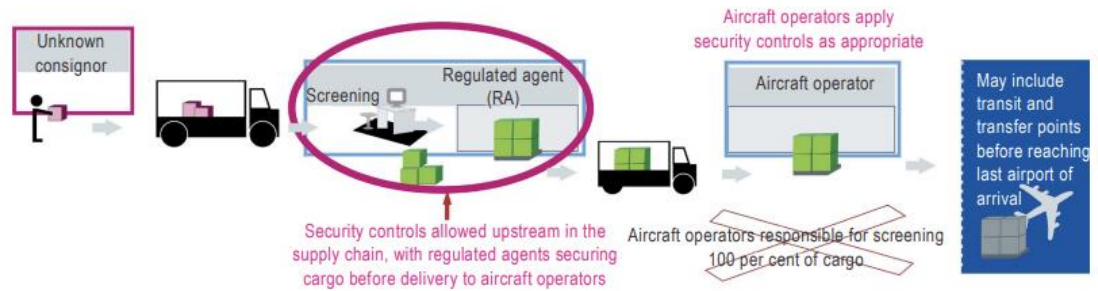 Unknown
consignor
Screening
Regulated agent
(RA)
Security controls allowed upstream in the
supply chain, with regulated agents securing
cargo before delivery to aircraft operators
Aircraft operators apply
security controls as appropriate
Aircraft operator
Aircraft operators responsible for screening
100 per cent of cargo
May include
transit and
transfer points
before reaching
last airport of
arrival